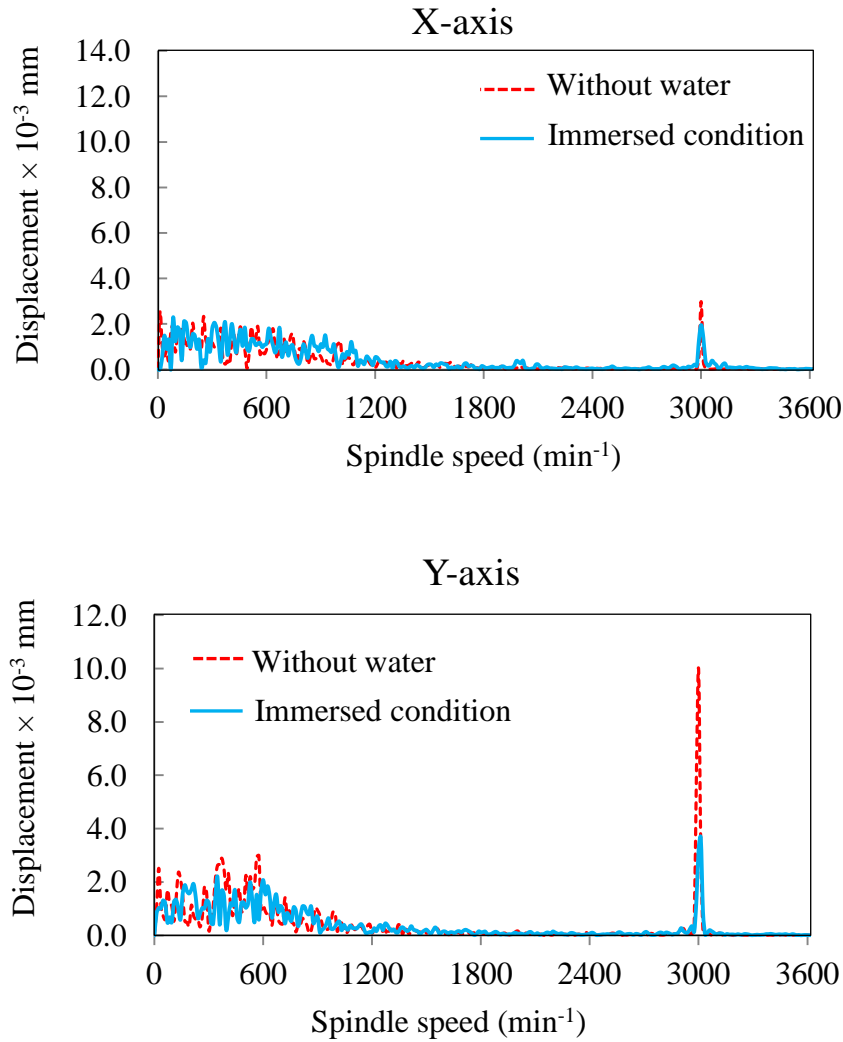 X-axis
14.0
12.0
10.0
8.0
6.0
4.0
2.0
0.0
Displacement × 10⁻³ mm
Without water
Immersed condition
0 600 1200 1800 2400 3000 3600
Spindle speed (min⁻¹)
Y-axis
12.0
10.0
8.0
6.0
4.0
2.0
0.0
Displacement × 10⁻³ mm
Without water
Immersed condition
0 600 1200 1800 2400 3000 3600
Spindle speed (min⁻¹)